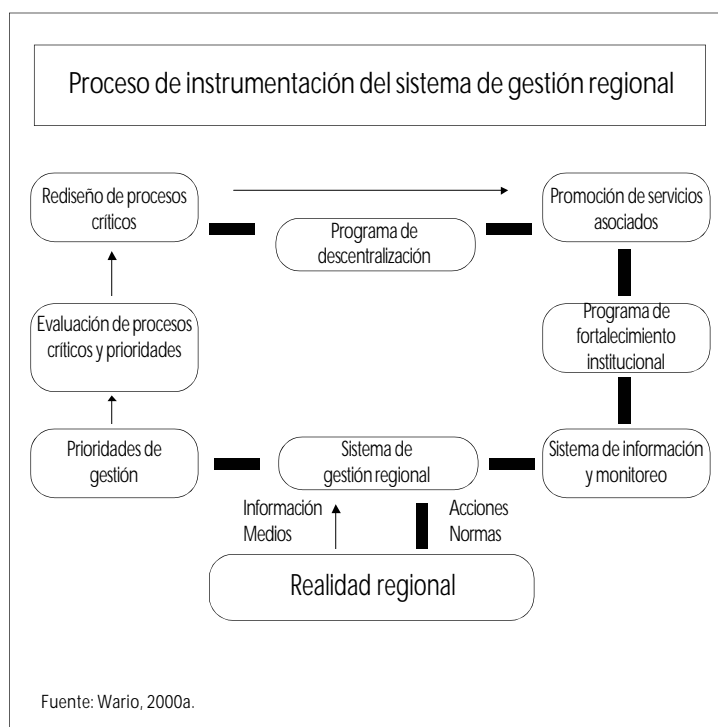 Proceso de instrumentación del sistema de gestión regional
Rediseño de procesos
críticos
Programa de
descentralización
Promoción de servicios
asociados
Evaluación de procesos
críticos y prioridades
Programa de
fortalecimiento
institucional
Prioridades de
gestión
Sistema de
gestión regional
Sistema de información
y monitoreo
Información
Medios
Acciones
Normas
Realidad regional
Fuente: Wario, 2000a.